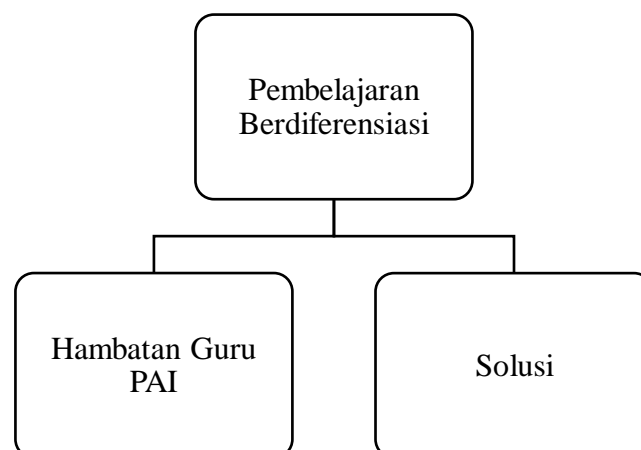 Pembelajaran
Berdiferensiasi
Hambatan Guru
PAI
Solusi